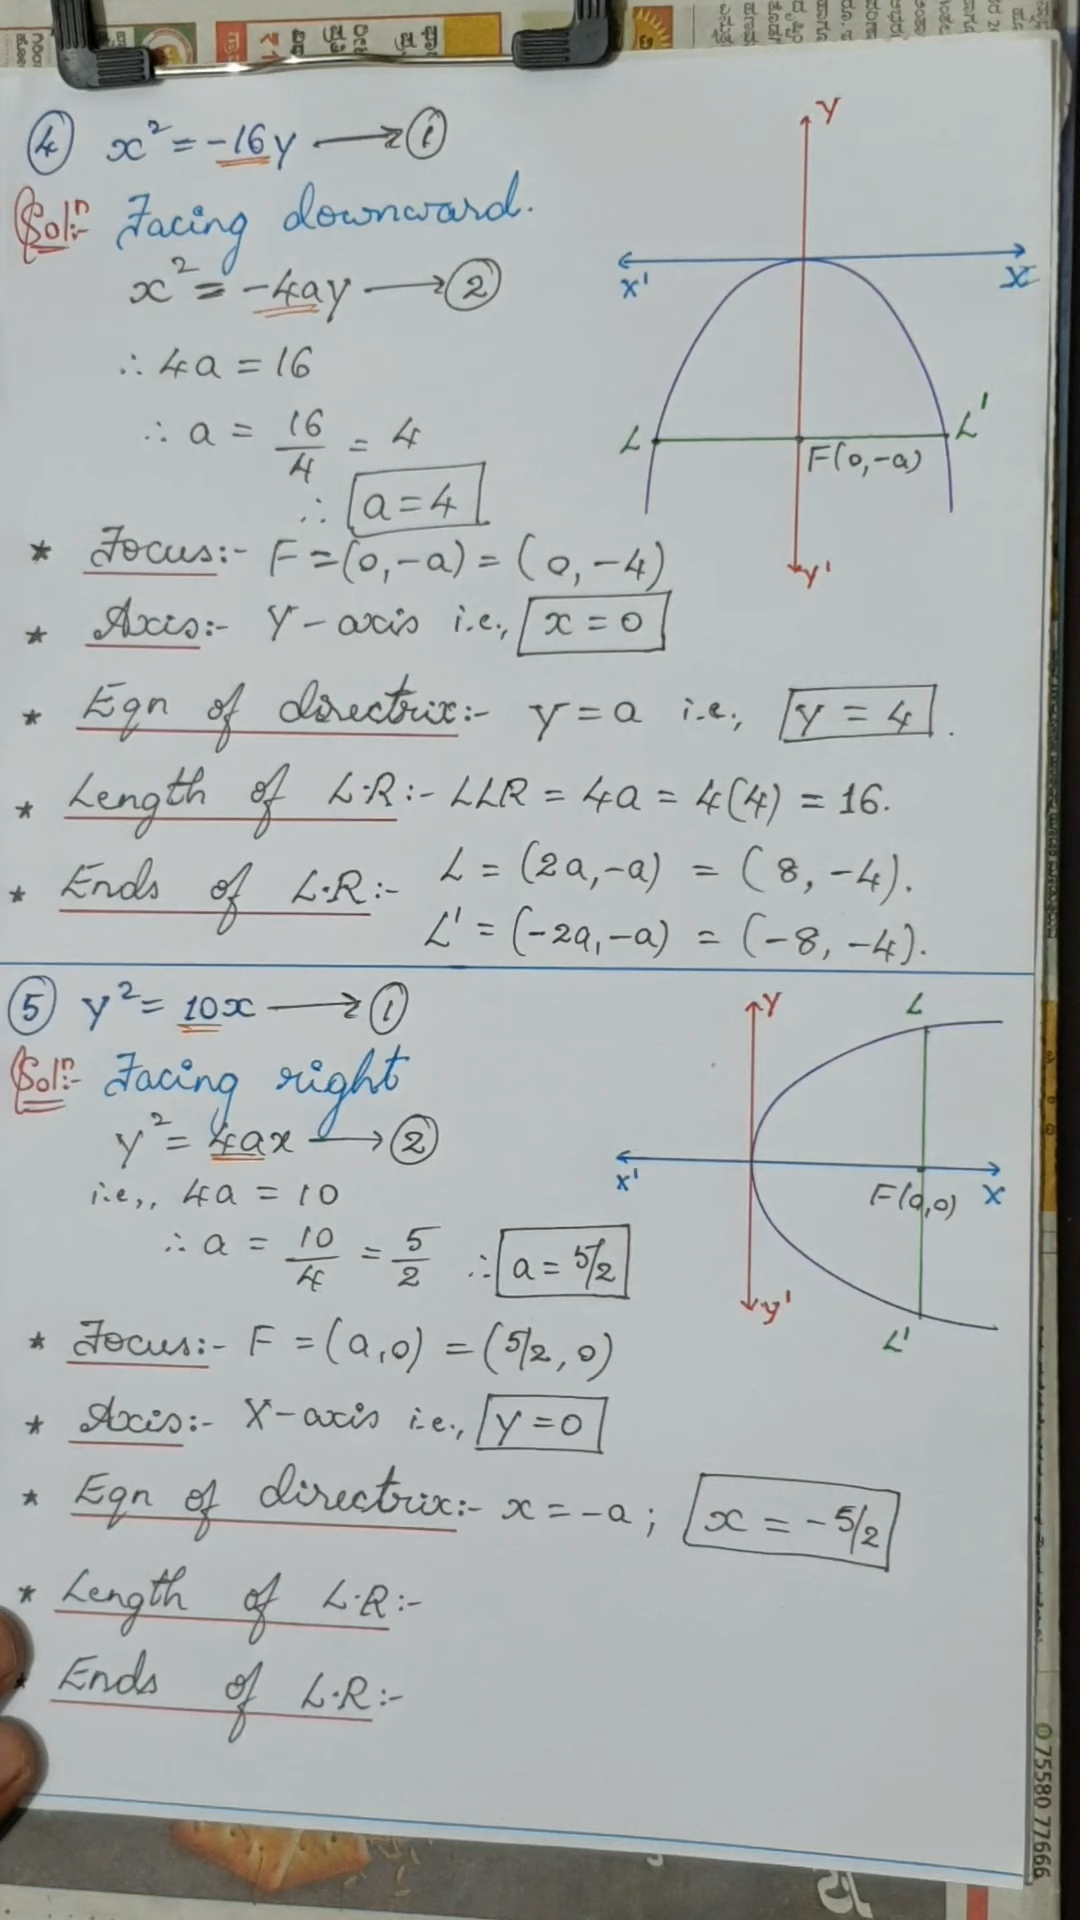 ④ x² = -16y ⟶ ①
Solⁿ:- Facing downward.
x² = -4ay ⟶ ②
∴ 4a = 16
∴ a = 16/4 = 4
∴ a = 4
Y
X'
X
L
L'
F(0,-a)
Y'
* Focus:- F = (0,-a) = (0,-4)
* Axis:- Y-axis i.e., x = 0
* Eqn of directrix:- y = a i.e., y = 4.
* Length of L.R:- LLR = 4a = 4(4) = 16.
* Ends of L.R:- L = (2a,-a) = (8,-4).
L' = (-2a,-a) = (-8,-4).
⑤ y² = 10x ⟶ ①
Solⁿ:- Facing right
y² = 4ax ⟶ ②
i.e., 4a = 10
∴ a = 10/4 = 5/2 ∴ a = 5/2
Y
L
X'
F(a,0)
X
Y'
L'
* Focus:- F = (a,0) = (5/2,0)
* Axis:- X-axis i.e., y = 0
* Eqn of directrix:- x = -a; x = -5/2
* Length of L.R:-
* Ends of L.R:-
75580 77666